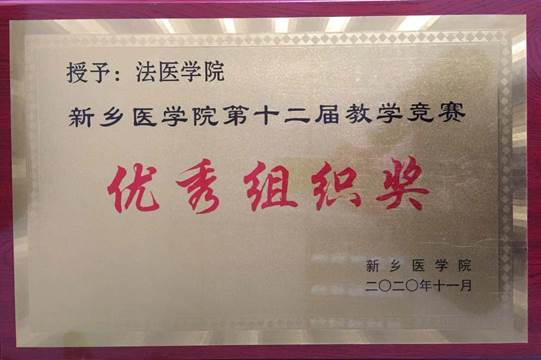 授予：法医学院
新乡医学院第十二届教学竞赛
优秀组织奖
新乡医学院
二〇二〇年十一月